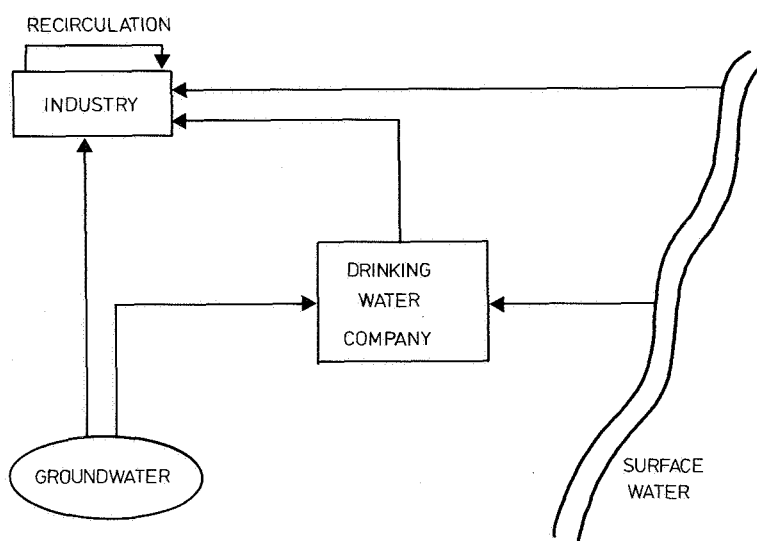 RECIRCULATION
INDUSTRY
DRINKING
WATER
COMPANY
GROUNDWATER
SURFACE
WATER